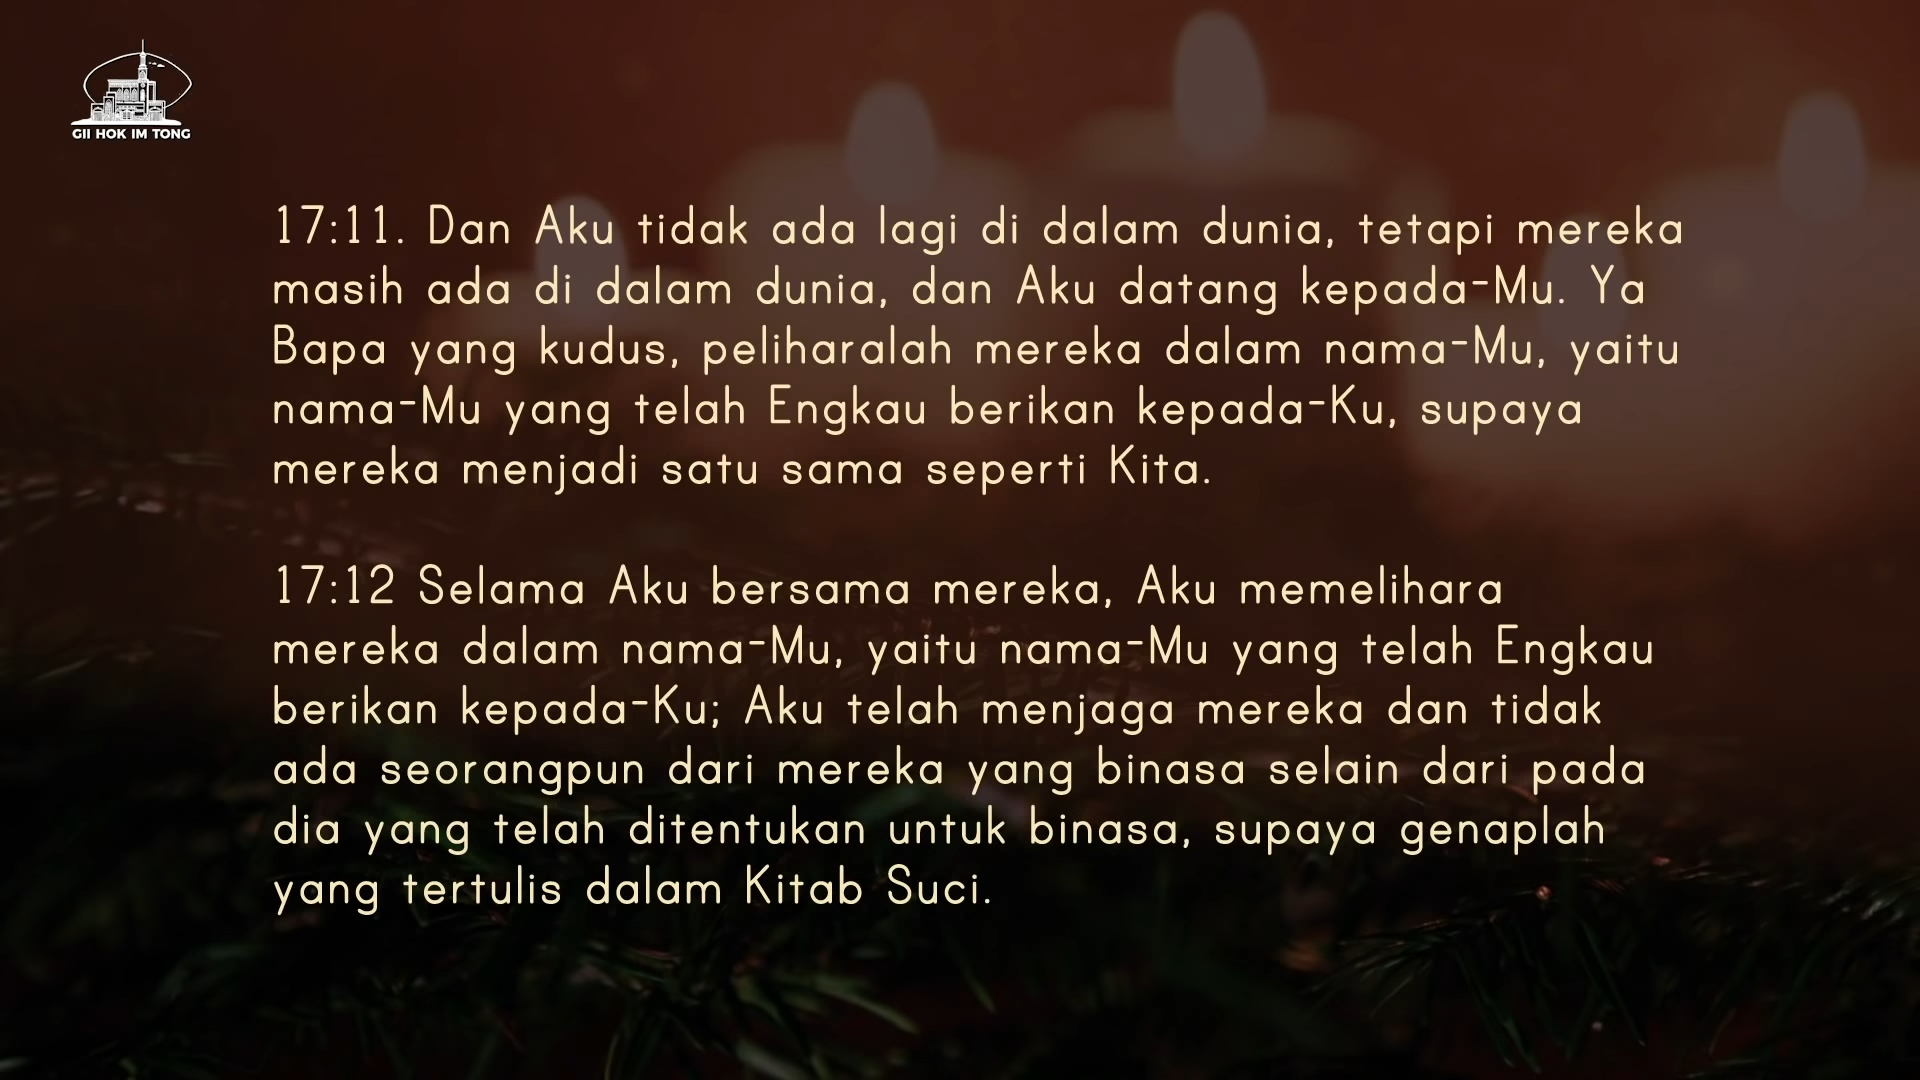 GII HOK IM TONG
17:11. Dan Aku tidak ada lagi di dalam dunia, tetapi mereka
masih ada di dalam dunia, dan Aku datang kepada-Mu. Ya
Bapa yang kudus, peliharalah mereka dalam nama-Mu, yaitu
nama-Mu yang telah Engkau berikan kepada-Ku, supaya
mereka menjadi satu sama seperti Kita.
17:12 Selama Aku bersama mereka, Aku memelihara
mereka dalam nama-Mu, yaitu nama-Mu yang telah Engkau
berikan kepada-Ku; Aku telah menjaga mereka dan tidak
ada seorangpun dari mereka yang binasa selain dari pada
dia yang telah ditentukan untuk binasa, supaya genaplah
yang tertulis dalam Kitab Suci.